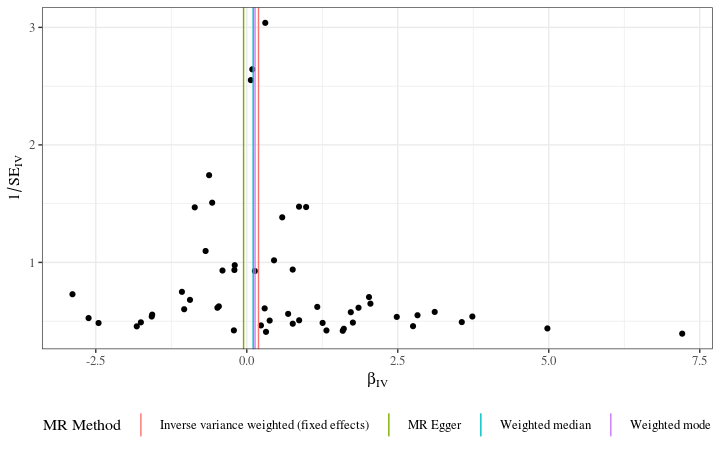 3
2
1
1/SE_IV
-2.5
0.0
2.5
5.0
7.5
β_IV
MR Method
Inverse variance weighted (fixed effects)
MR Egger
Weighted median
Weighted mode